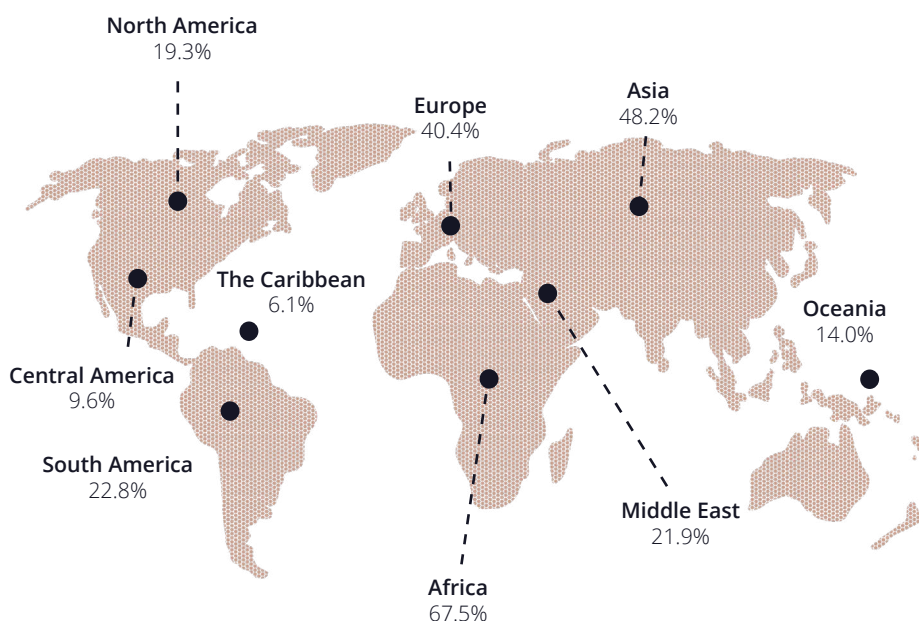 North America
19.3%
Asia
48.2%
Europe
40.4%
The Caribbean
6.1%
Oceania
14.0%
Central America
9.6%
South America
22.8%
Middle East
21.9%
Africa
67.5%